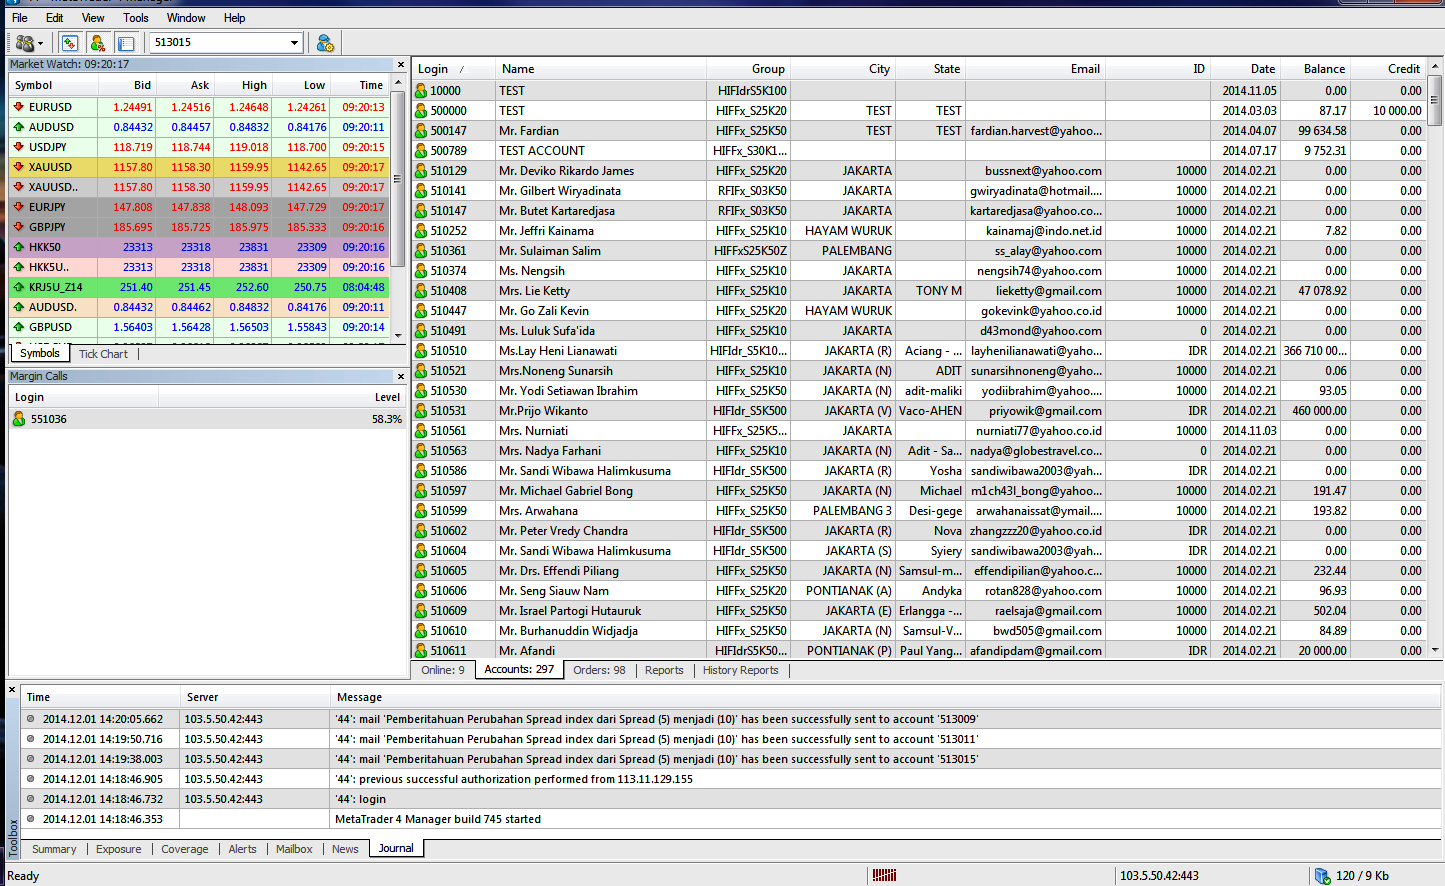 File Edit View Tools Window Help
513015
Market Watch: 09:20:17
Symbol Bid Ask High Low Time
EURUSD 1.24491 1.24516 1.24648 1.24261 09:20:13
AUDUSD 0.84432 0.84457 0.84832 0.84176 09:20:11
USDJPY 118.719 118.744 119.018 118.700 09:20:15
XAUUSD 1157.80 1158.30 1159.95 1142.65 09:20:17
XAUUSD.. 1157.80 1158.30 1159.95 1142.65 09:20:17
EURJPY 147.808 147.838 148.093 147.729 09:20:17
GBPJPY 185.695 185.725 185.975 185.333 09:20:16
HKK50 23313 23318 23831 23309 09:20:16
HKK5U.. 23313 23318 23831 23309 09:20:16
KRJ5U_Z14 251.40 251.45 252.60 250.75 08:04:48
AUDUSD. 0.84432 0.84462 0.84832 0.84176 09:20:11
GBPUSD 1.56403 1.56428 1.56503 1.55843 09:20:14
Symbols Tick Chart
Margin Calls
Login Level
551036 58.3%
Login Name Group City State Email ID Date Balance Credit
10000 TEST HIFIdrS5K100 2014.11.05 0.00 0.00
500000 TEST HIFFx_S25K20 TEST TEST 2014.03.03 87.17 10 000.00
500147 Mr. Fardian HIFFx_S25K50 TEST TEST fardian.harvest@yahoo... 2014.04.07 99 634.58 0.00
500789 TEST ACCOUNT HIFFx_S30K1... 2014.07.17 9 752.31 0.00
510129 Mr. Deviko Rikardo James HIFFx_S25K20 JAKARTA bussnext@yahoo.com 10000 2014.02.21 0.00 0.00
510141 Mr. Gilbert Wiryadinata RFIFx_S03K50 JAKARTA gwiryadinata@hotmail.... 10000 2014.02.21 0.00 0.00
510147 Mr. Butet Kartaredjasa RFIFx_S03K50 JAKARTA kartaredjasa@yahoo.co... 10000 2014.02.21 0.00 0.00
510252 Mr. Jeffri Kainama HIFFx_S25K10 HAYAM WURUK kainamaj@indo.net.id 10000 2014.02.21 7.82 0.00
510361 Mr. Sulaiman Salim HIFFxS25K50Z PALEMBANG ss_alay@yahoo.com 10000 2014.02.21 0.00 0.00
510374 Ms. Nengsih HIFFx_S25K10 JAKARTA nengsih74@yahoo.com 10000 2014.02.21 0.00 0.00
510408 Mrs. Lie Ketty HIFFx_S25K10 JAKARTA TONY M lieketty@gmail.com 10000 2014.02.21 47 078.92 0.00
510447 Mr. Go Zali Kevin HIFFx_S25K20 HAYAM WURUK gokevink@yahoo.com 10000 2014.02.21 0.00 0.00
510491 Ms. Luluk Sufa'ida HIFFx_S25K10 JAKARTA d43mond@yahoo.com 0 2014.02.21 0.00 0.00
510510 Ms.Lay Heni Lianawati HIFIdr_S5K10... JAKARTA (R) Aciang - ... layhenilianawati@yaho... IDR 2014.02.21 366 710 00... 0.00
510521 Mrs.Noneng Sunarsih HIFFx_S25K10 JAKARTA (N) ADIT sunarsihnoneng@yaho... 10000 2014.02.21 0.06 0.00
510530 Mr. Yodi Setiawan Ibrahim HIFFx_S25K50 JAKARTA (N) adit-maliki yodiibrahim@yahoo.com 10000 2014.02.21 93.05 0.00
510531 Mr.Prijo Wikanto HIFIdr_S5K500 JAKARTA (V) Vaco-AHEN priyowik@gmail.com IDR 2014.02.21 460 000.00 0.00
510561 Mrs. Nurniati HIFFx_S25K5... JAKARTA nurniati77@yahoo.co.id 10000 2014.11.03 0.00 0.00
510563 Mrs. Nadya Farhani HIFFx_S25K10 JAKARTA (N) Adit - Sa... nadya@globestravel.co... 0 2014.02.21 0.00 0.00
510586 Mr. Sandi Wibawa Halimkusuma HIFIdr_S5K500 JAKARTA (R) Yosha sandiwibawa2003@yah... IDR 2014.02.21 0.00 0.00
510597 Mr. Michael Gabriel Bong HIFFx_S25K50 JAKARTA (N) Michael m1ch43l_bong@yahoo... 10000 2014.02.21 191.47 0.00
510599 Mrs. Arwahana HIFFx_S25K50 PALEMBANG 3 Desi-gege arwahanaissat@ymail.... 10000 2014.02.21 193.82 0.00
510602 Mr. Peter Vredy Chandra HIFIdr_S5K500 JAKARTA (R) Nova zhangzzz20@yahoo.co.id IDR 2014.02.21 0.00 0.00
510604 Mr. Sandi Wibawa Halimkusuma HIFIdr_S5K500 JAKARTA (S) Syiery sandiwibawa2003@yah... IDR 2014.02.21 0.00 0.00
510605 Mr. Drs. Effendi Piliang HIFFx_S25K50 JAKARTA (N) Samsul-m... effendipilian@yahoo.c... 10000 2014.02.21 232.44 0.00
510606 Mr. Seng Siauw Nam HIFFx_S25K20 PONTIANAK (A) Andyka rotan828@yahoo.com 10000 2014.02.21 96.93 0.00
510609 Mr. Israel Partogi Hutauruk HIFFx_S25K50 JAKARTA (E) Erlangga -... raelsaja@gmail.com 10000 2014.02.21 502.04 0.00
510610 Mr. Burhanuddin Widjadja HIFFx_S25K50 JAKARTA (N) Samsul-V... bwd505@gmail.com 10000 2014.02.21 84.89 0.00
510611 Mr. Afandi HIFIdrS5K50... PONTIANAK (P) Paul Yang... afandipdam@gmail.com IDR 2014.02.21 20 000.00 0.00
Online: 9 Accounts: 297 Orders: 98 Reports History Reports
Time Server Message
2014.12.01 14:20:05.662 103.5.50.42:443 '44': mail 'Pemberitahuan Perubahan Spread index dari Spread (5) menjadi (10)' has been successfully sent to account '513009'
2014.12.01 14:19:50.716 103.5.50.42:443 '44': mail 'Pemberitahuan Perubahan Spread index dari Spread (5) menjadi (10)' has been successfully sent to account '513011'
2014.12.01 14:19:38.003 103.5.50.42:443 '44': mail 'Pemberitahuan Perubahan Spread index dari Spread (5) menjadi (10)' has been successfully sent to account '513015'
2014.12.01 14:18:46.905 103.5.50.42:443 '44': previous successful authorization performed from 113.11.129.155
2014.12.01 14:18:46.732 103.5.50.42:443 '44': login
2014.12.01 14:18:46.353 MetaTrader 4 Manager build 745 started
Toolbox
Summary Exposure Coverage Alerts Mailbox News Journal
Ready 103.5.50.42:443 120 / 9 Kb